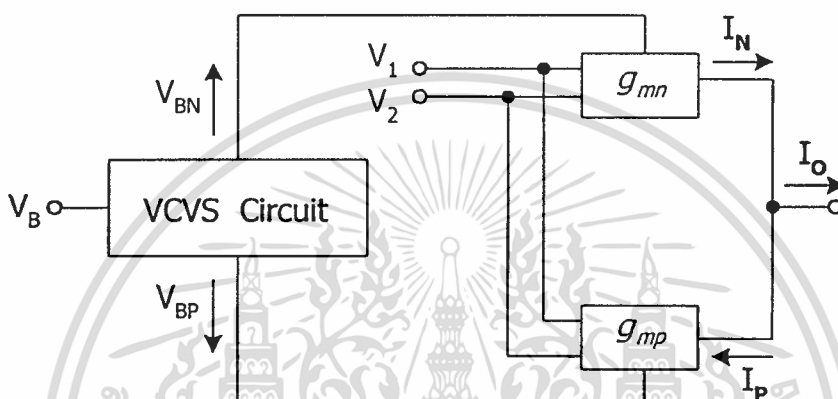 I_N
V_1
g_mn
V_2
V_BN
I_O
V_B
VCVS Circuit
V_BP
g_mp
I_P